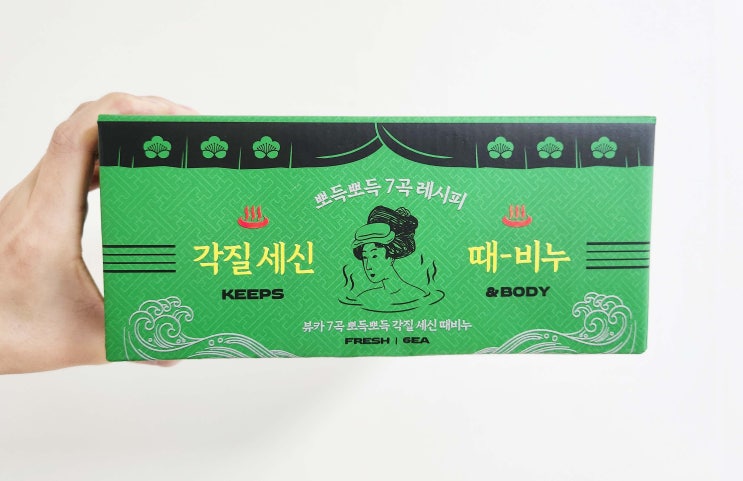 뽀득뽀득 7곡 레시피
각질 세신
때-비누
KEEPS
&BODY
뷰카 7곡 뽀득뽀득 각질 세신 때비누
FRESH | 6EA